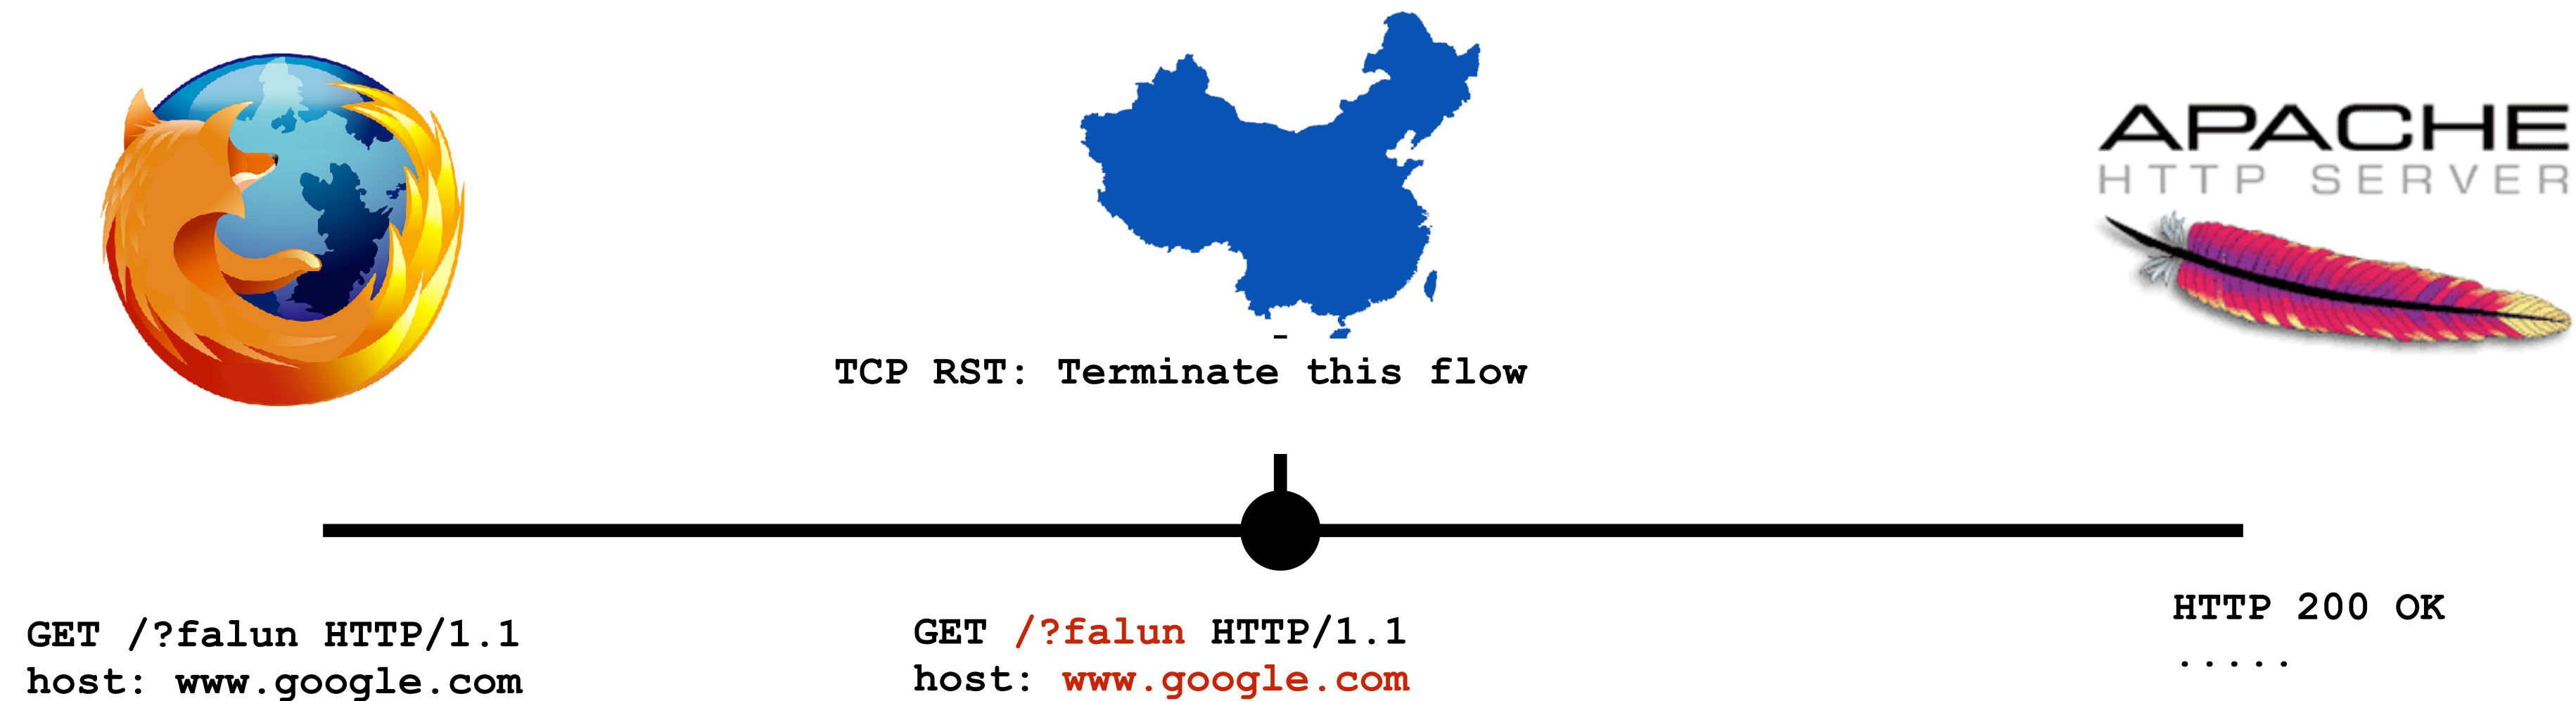 APACHE
HTTP SERVER
TCP RST: Terminate this flow
GET /?falun HTTP/1.1
host: www.google.com
GET /?falun HTTP/1.1
host: www.google.com
HTTP 200 OK
.....